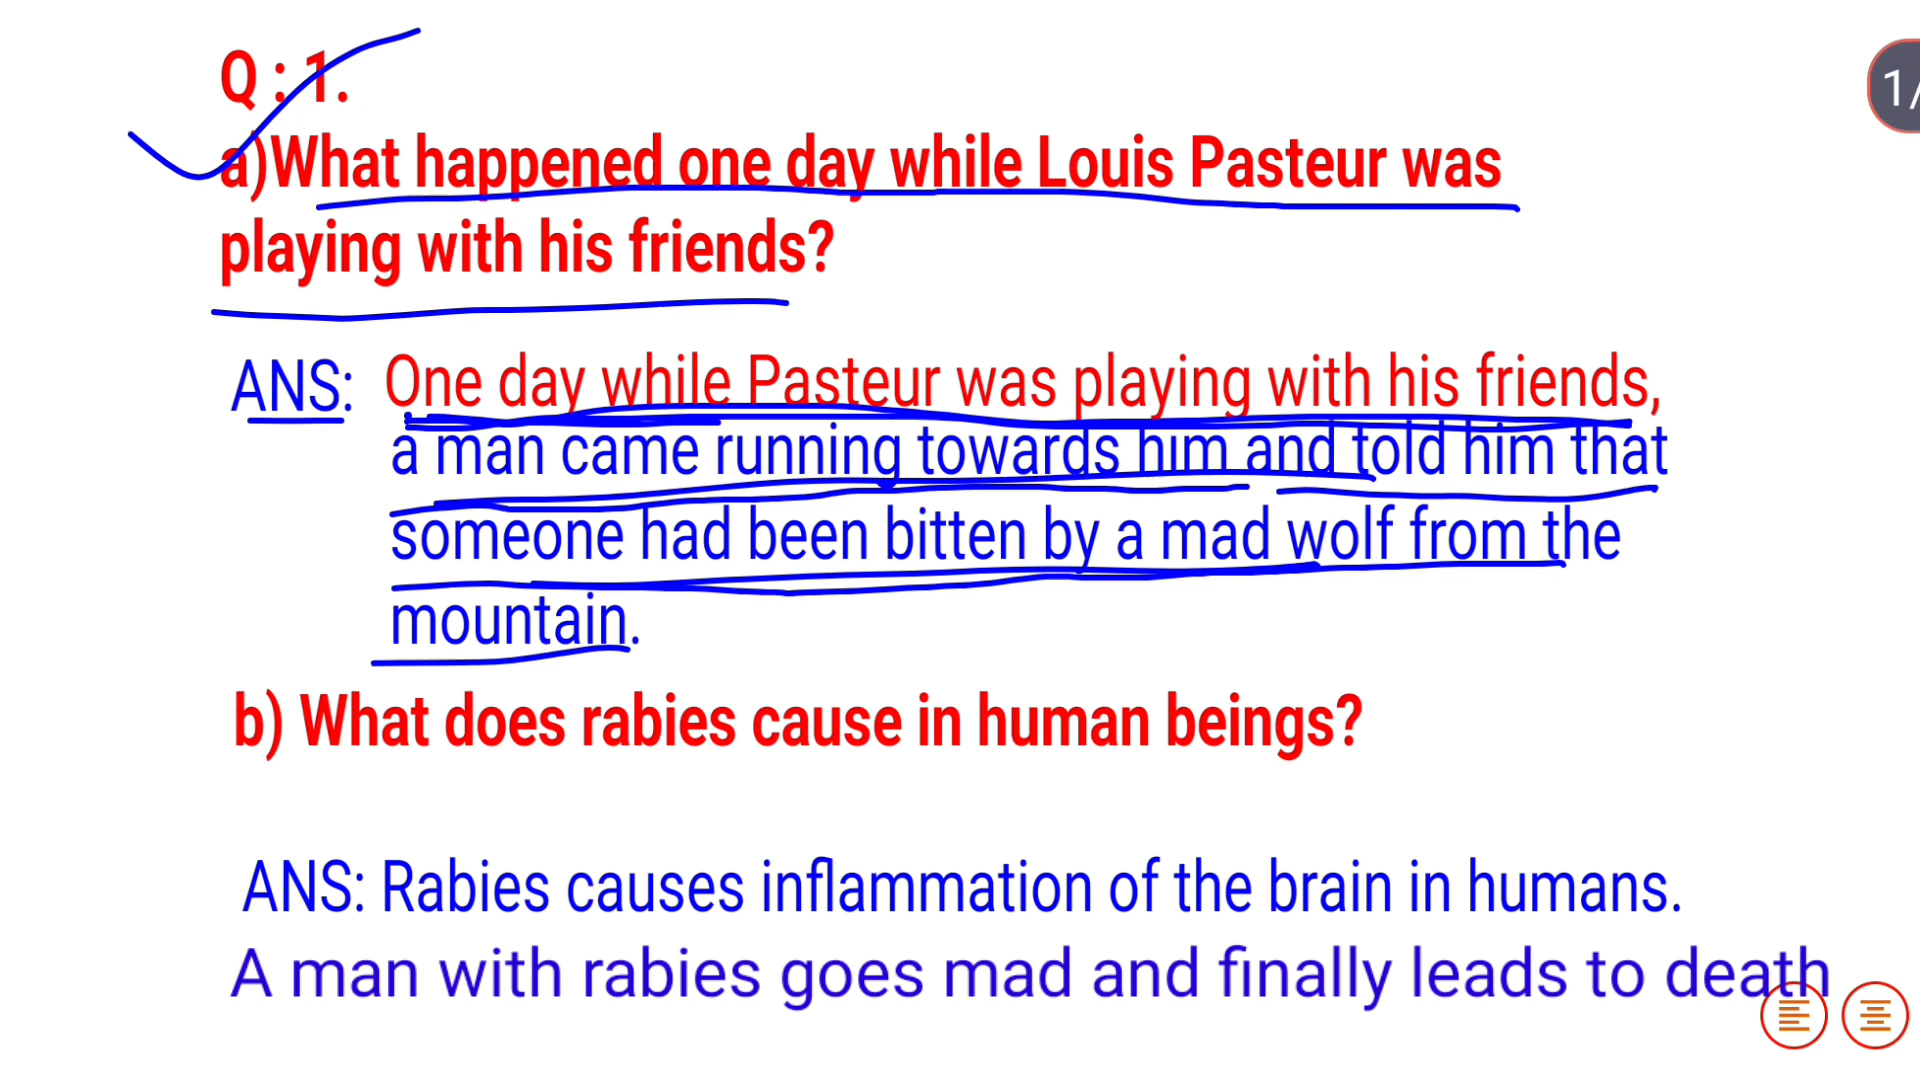 Q : 1.
a)What happened one day while Louis Pasteur was
playing with his friends?
ANS: One day while Pasteur was playing with his friends,
a man came running towards him and told him that
someone had been bitten by a mad wolf from the
mountain.
b) What does rabies cause in human beings?
ANS: Rabies causes inflammation of the brain in humans.
A man with rabies goes mad and finally leads to death
1/